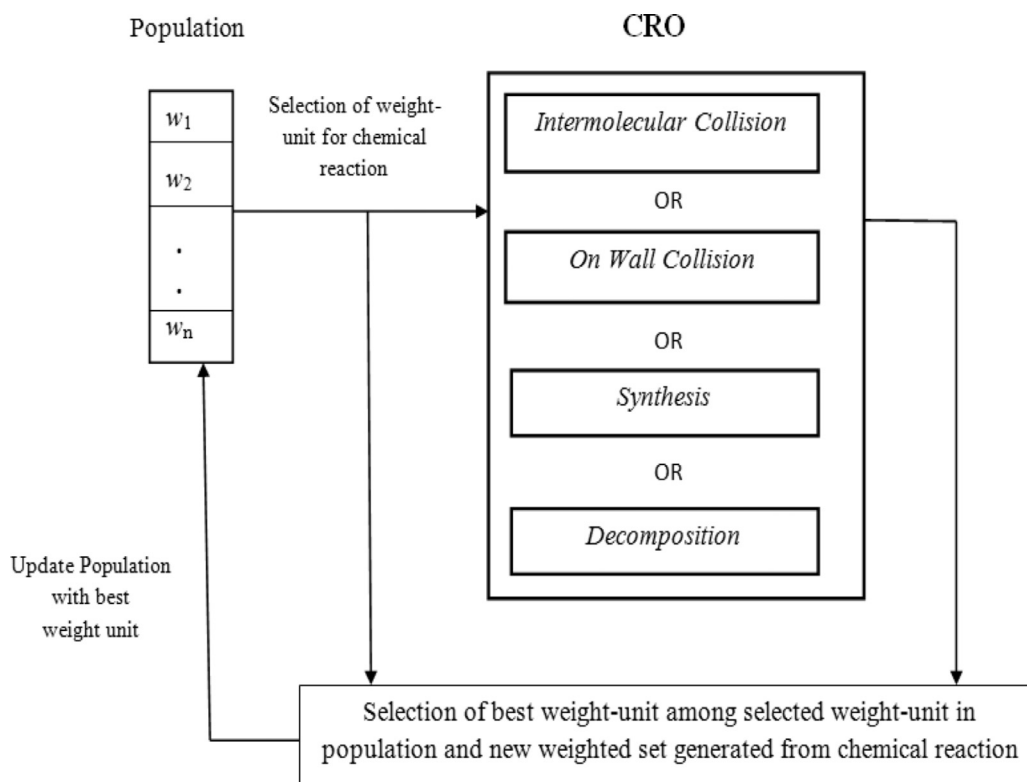 Population
CRO
w1
w2
.
.
wn
Selection of weight-
unit for chemical
reaction
Intermolecular Collision
OR
On Wall Collision
OR
Synthesis
OR
Decomposition
Update Population
with best
weight unit
Selection of best weight-unit among selected weight-unit in
population and new weighted set generated from chemical reaction